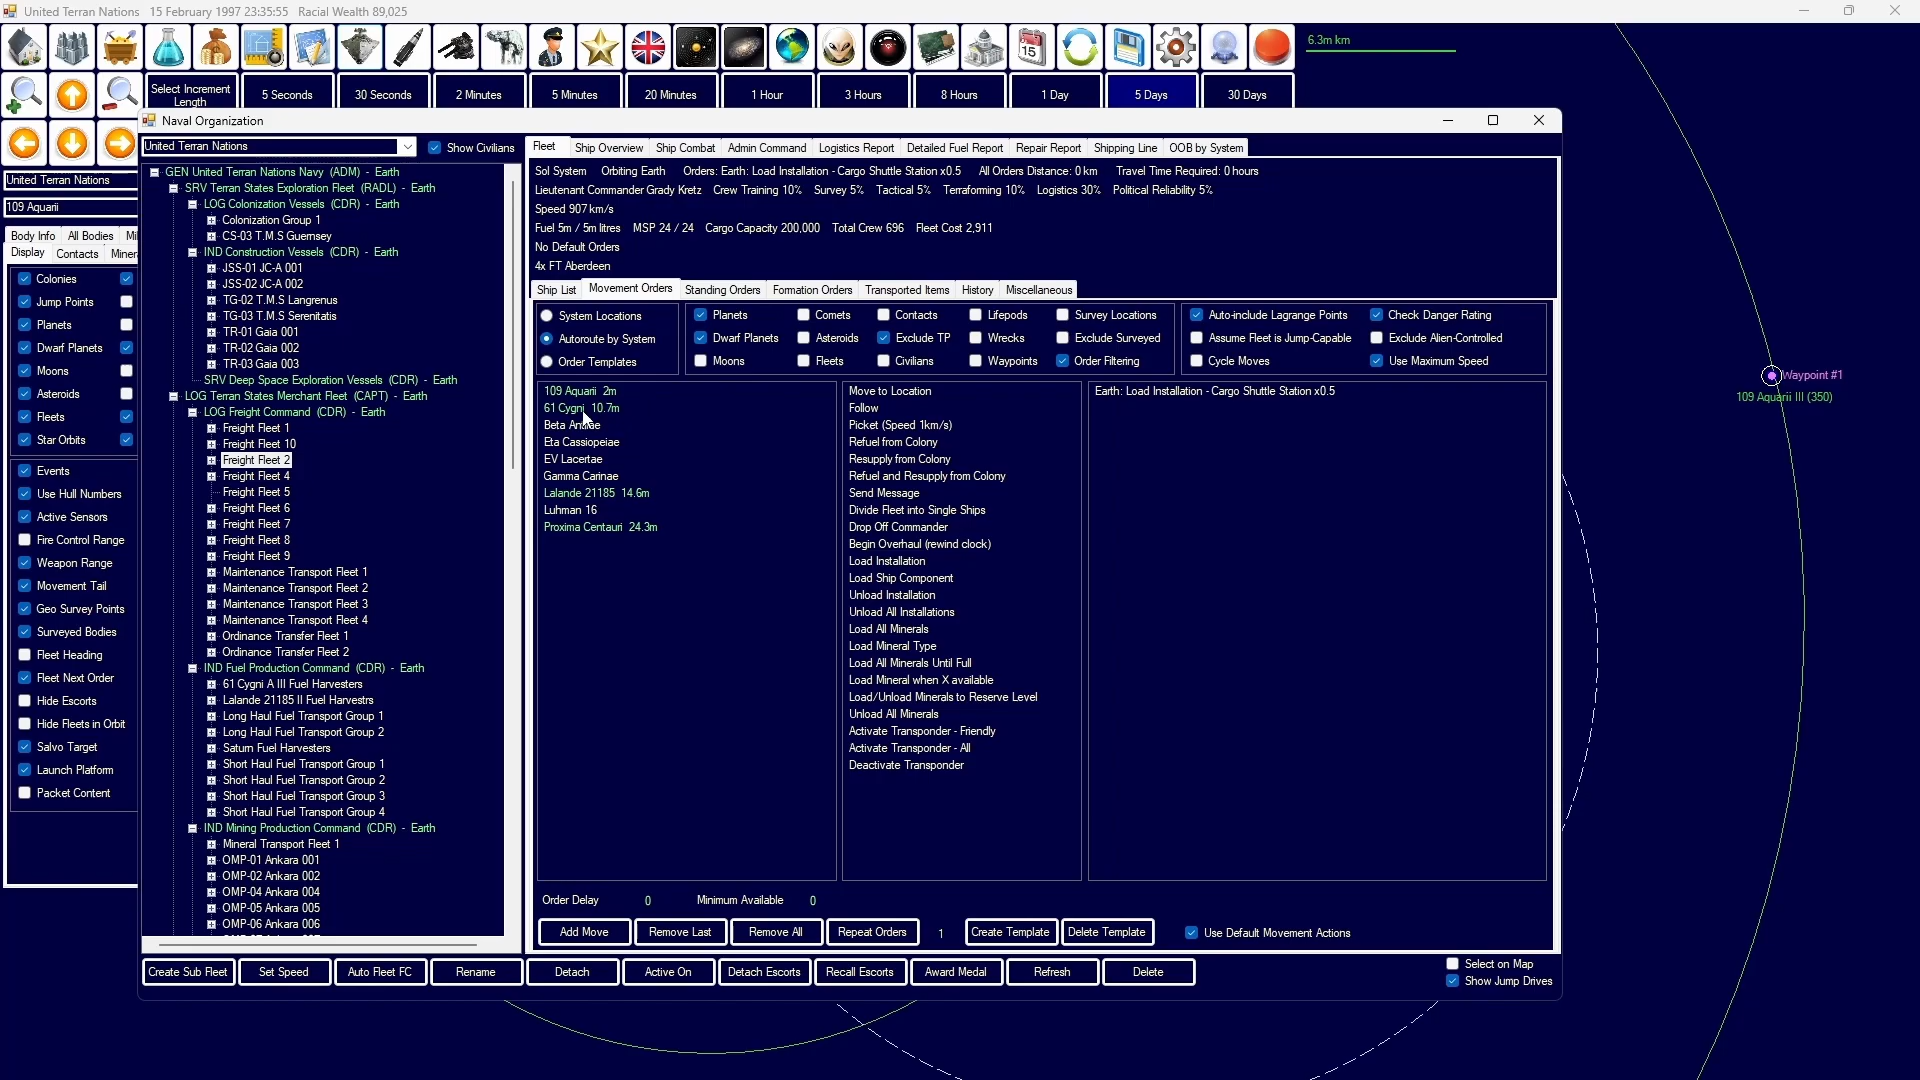 United Terran Nations   15 February 1997 23:35:55   Racial Wealth 89,025
6.3m km
Select Increment Length
5 Seconds
30 Seconds
2 Minutes
5 Minutes
20 Minutes
1 Hour
3 Hours
8 Hours
1 Day
5 Days
30 Days
Naval Organization
United Terran Nations
109 Aquarii
Body Info   All Bodies   Mil
Display   Contacts   Minera
Colonies
Jump Points
Planets
Dwarf Planets
Moons
Asteroids
Fleets
Star Orbits
Events
Use Hull Numbers
Active Sensors
Fire Control Range
Weapon Range
Movement Tail
Geo Survey Points
Surveyed Bodies
Fleet Heading
Fleet Next Order
Hide Escorts
Hide Fleets in Orbit
Salvo Target
Launch Platform
Packet Content
United Terran Nations
Show Civilians
GEN United Terran Nations Navy (ADM) - Earth
SRV Terran States Exploration Fleet (RADL) - Earth
LOG Colonization Vessels (CDR) - Earth
Colonization Group 1
CS-03 T.M.S Guernsey
IND Construction Vessels (CDR) - Earth
JSS-01 JC-A 001
JSS-02 JC-A 002
TG-02 T.M.S Langrenus
TG-03 T.M.S Serenitatis
TR-01 Gaia 001
TR-02 Gaia 002
TR-03 Gaia 003
SRV Deep Space Exploration Vessels (CDR) - Earth
LOG Terran States Merchant Fleet (CAPT) - Earth
LOG Freight Command (CDR) - Earth
Freight Fleet 1
Freight Fleet 10
Freight Fleet 2
Freight Fleet 4
Freight Fleet 5
Freight Fleet 6
Freight Fleet 7
Freight Fleet 8
Freight Fleet 9
Maintenance Transport Fleet 1
Maintenance Transport Fleet 2
Maintenance Transport Fleet 3
Maintenance Transport Fleet 4
Ordinance Transfer Fleet 1
Ordinance Transfer Fleet 2
IND Fuel Production Command (CDR) - Earth
61 Cygni A III Fuel Harvesters
Lalande 21185 II Fuel Harvestrs
Long Haul Fuel Transport Group 1
Long Haul Fuel Transport Group 2
Saturn Fuel Harvesters
Short Haul Fuel Transport Group 1
Short Haul Fuel Transport Group 2
Short Haul Fuel Transport Group 3
Short Haul Fuel Transport Group 4
IND Mining Production Command (CDR) - Earth
Mineral Transport Fleet 1
OMP-01 Ankara 001
OMP-02 Ankara 002
OMP-04 Ankara 004
OMP-05 Ankara 005
OMP-06 Ankara 006
Fleet   Ship Overview   Ship Combat   Admin Command   Logistics Report   Detailed Fuel Report   Repair Report   Shipping Line   OOB by System
Sol System   Orbiting Earth   Orders: Earth: Load Installation - Cargo Shuttle Station x0.5   All Orders Distance: 0 km   Travel Time Required: 0 hours
Lieutenant Commander Grady Kretz   Crew Training 10%   Survey 5%   Tactical 5%   Terraforming 10%   Logistics 30%   Political Reliability 5%
Speed 907 km/s
Fuel 5m / 5m litres   MSP 24 / 24   Cargo Capacity 200,000   Total Crew 696   Fleet Cost 2,911
No Default Orders
4x FT Aberdeen
Ship List   Movement Orders   Standing Orders   Formation Orders   Transported Items   History   Miscellaneous
System Locations
Autoroute by System
Order Templates
Planets   Comets   Contacts   Lifepods   Survey Locations
Dwarf Planets   Asteroids   Exclude TP   Wrecks   Exclude Surveyed
Moons   Fleets   Civilians   Waypoints   Order Filtering
Auto-include Lagrange Points   Check Danger Rating
Assume Fleet is Jump-Capable   Exclude Alien-Controlled
Cycle Moves   Use Maximum Speed
109 Aquarii  2m
61 Cygni  10.7m
Eta Cassiopeiae
EV Lacertae
Gamma Carinae
Lalande 21185  14.6m
Luhman 16
Proxima Centauri  24.3m
Move to Location
Follow
Picket (Speed 1km/s)
Refuel from Colony
Resupply from Colony
Refuel and Resupply from Colony
Send Message
Divide Fleet into Single Ships
Drop Off Commander
Begin Overhaul (rewind clock)
Load Installation
Load Ship Component
Unload Installation
Unload All Installations
Load All Minerals
Load Mineral Type
Load All Minerals Until Full
Load Mineral when X available
Load/Unload Minerals to Reserve Level
Unload All Minerals
Activate Transponder - Friendly
Activate Transponder - All
Deactivate Transponder
Earth: Load Installation - Cargo Shuttle Station x0.5
Order Delay   0   Minimum Available   0
Add Move   Remove Last   Remove All   Repeat Orders   1   Create Template   Delete Template   Use Default Movement Actions
Create Sub Fleet   Set Speed   Auto Fleet FC   Rename   Detach   Active On   Detach Escorts   Recall Escorts   Award Medal   Refresh   Delete
Select on Map
Show Jump Drives
Waypoint #1
109 Aquarii III (350)